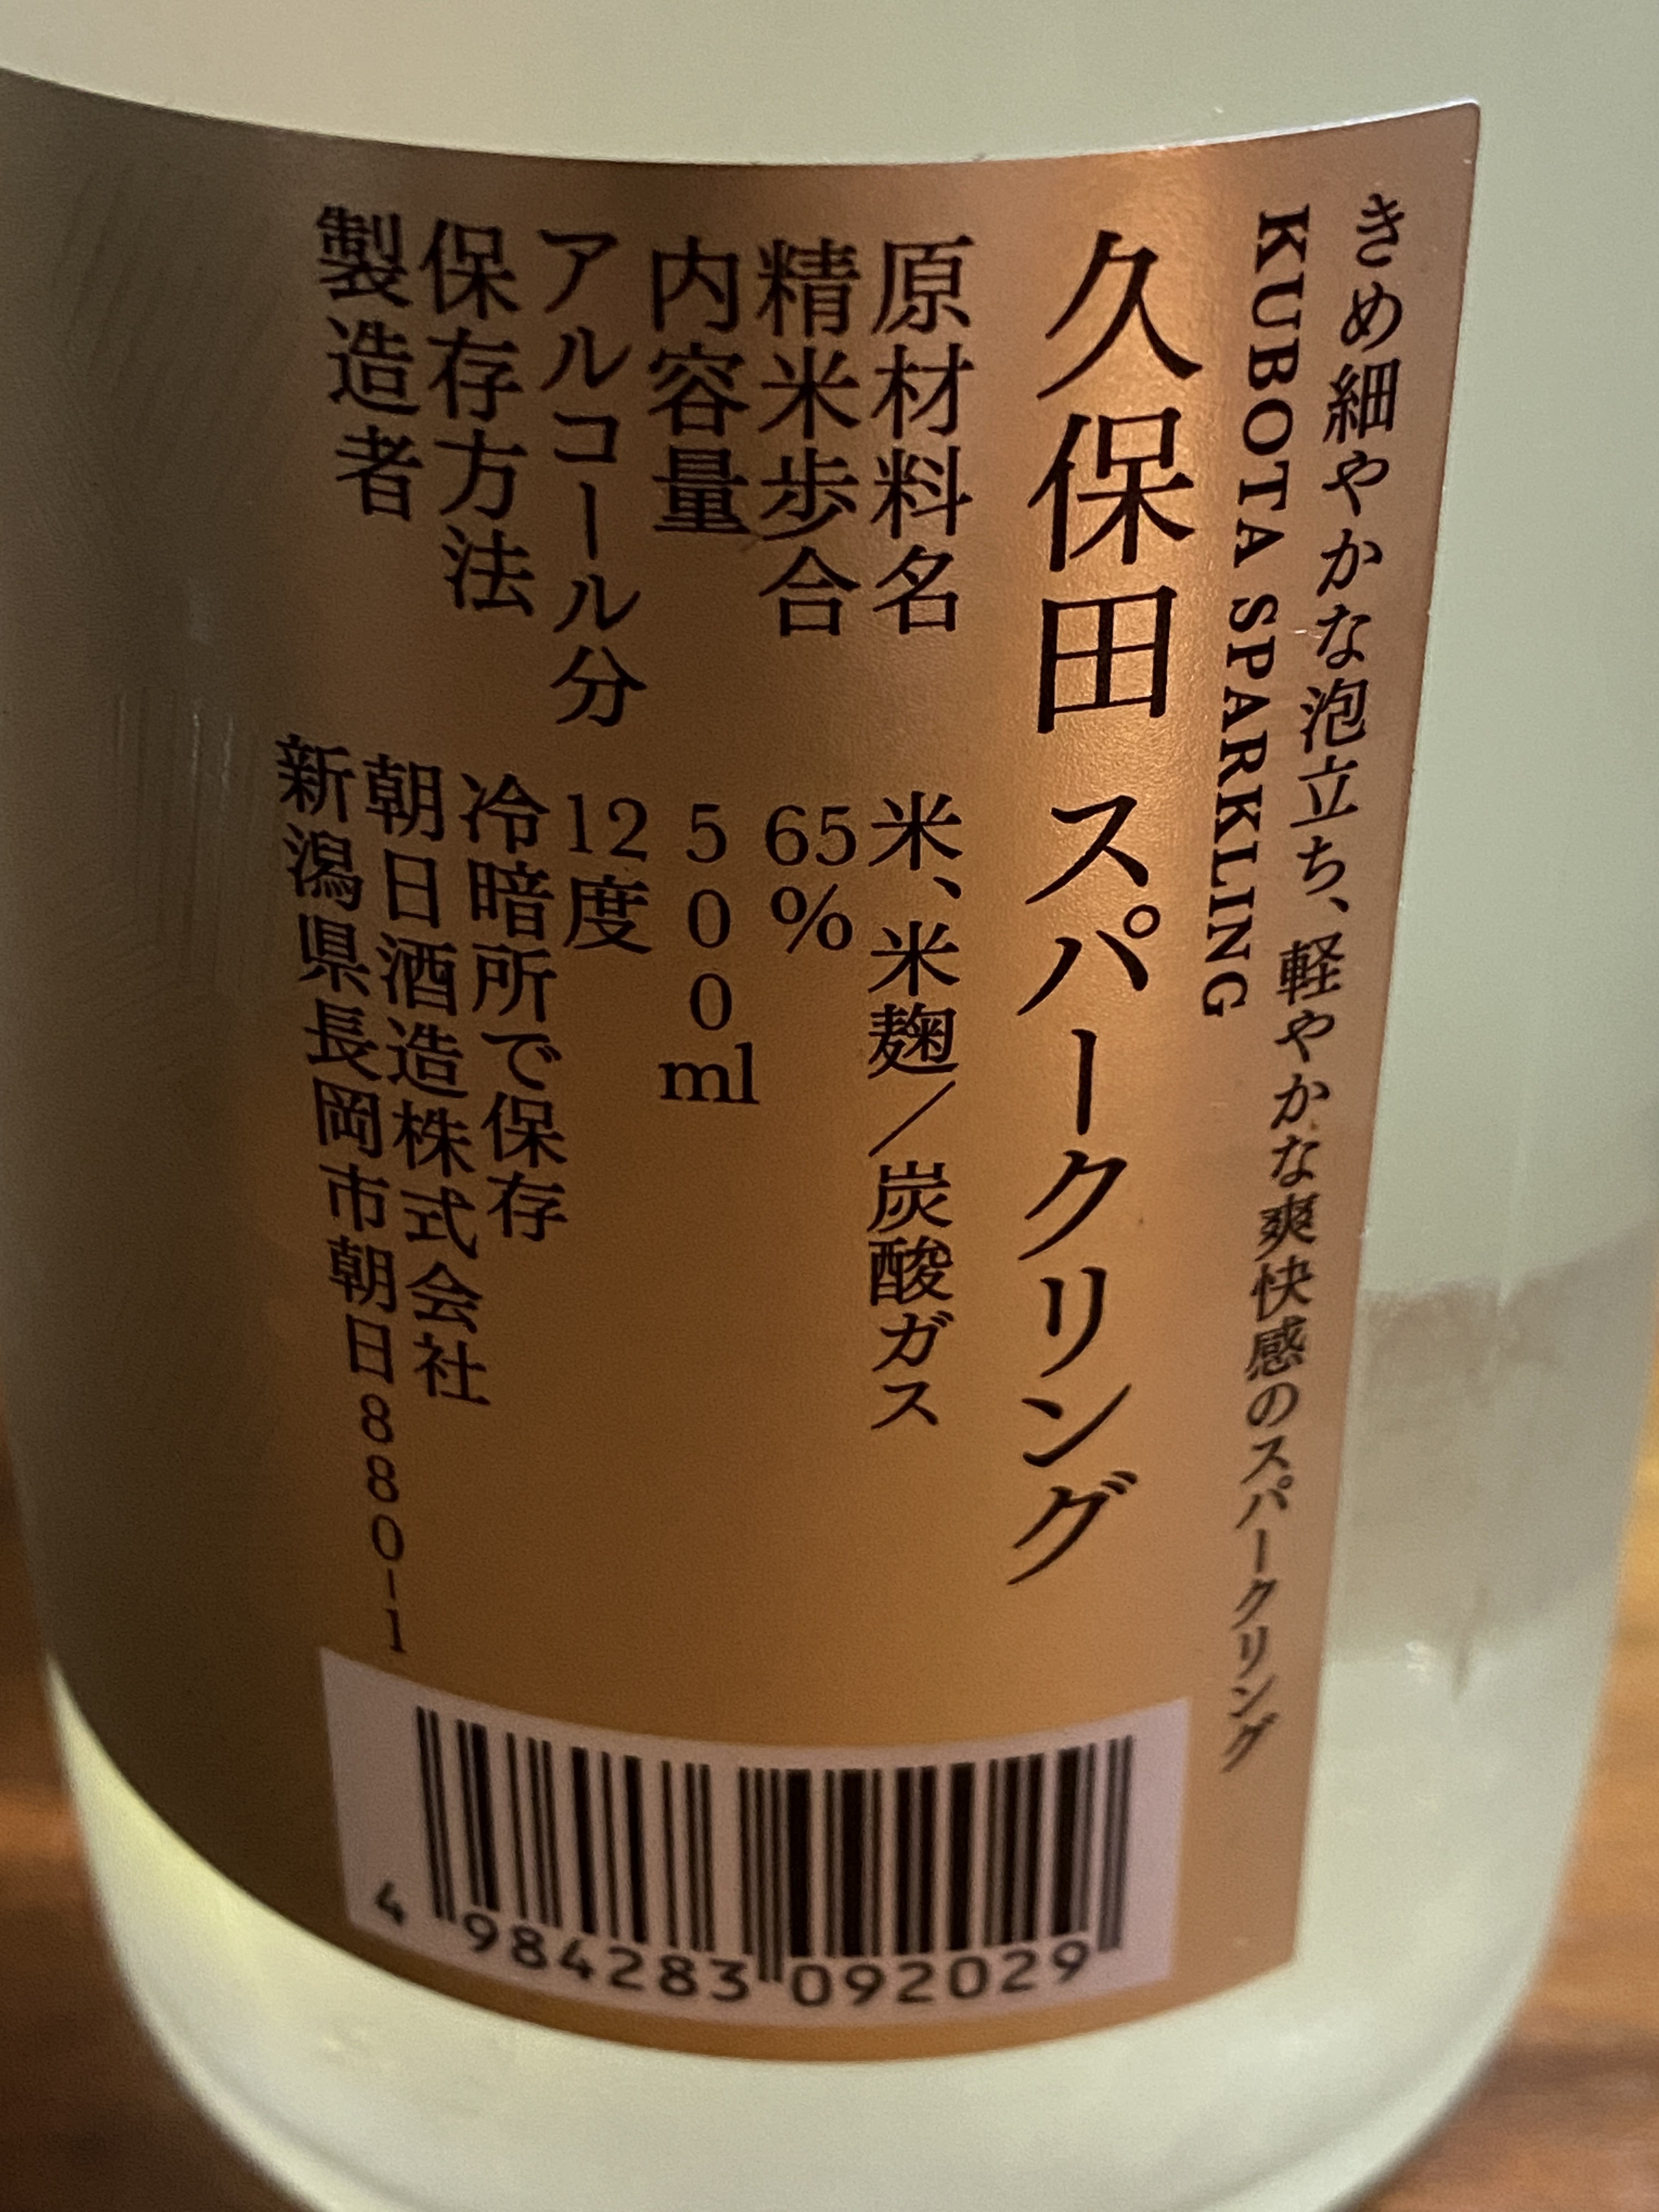 きめ細やかな泡立ち、軽やかな爽快感のスパークリング
KUBOTA SPARKLING
久保田 スパークリング
原材料名 米、米麹/炭酸ガス
精米歩合 65%
内容量 500ml
アルコール分 12度
保存方法 冷暗所で保存
製造者 朝日酒造株式会社
新潟県長岡市朝日880-1
4 984283 092029